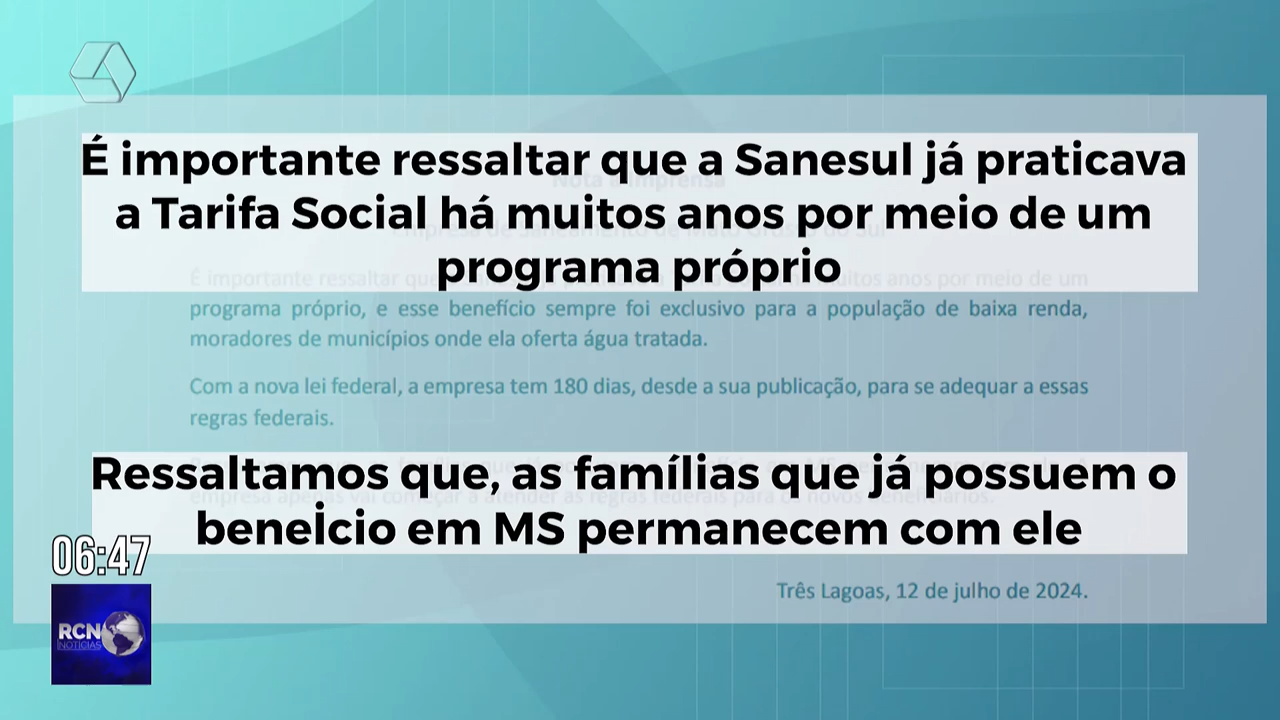 É importante ressaltar que a Sanesul já praticava
a Tarifa Social há muitos anos por meio de um
programa próprio
programa próprio, e esse benefício sempre foi exclusivo para a população de baixa renda,
moradores de municípios onde ela oferta água tratada.
Com a nova lei federal, a empresa tem 180 dias, desde a sua publicação, para se adequar a essas
regras federais.
Ressaltamos que, as famílias que já possuem o
beneİcio em MS permanecem com ele
Três Lagoas, 12 de julho de 2024.
06:47
RCN
NOTÍCIAS